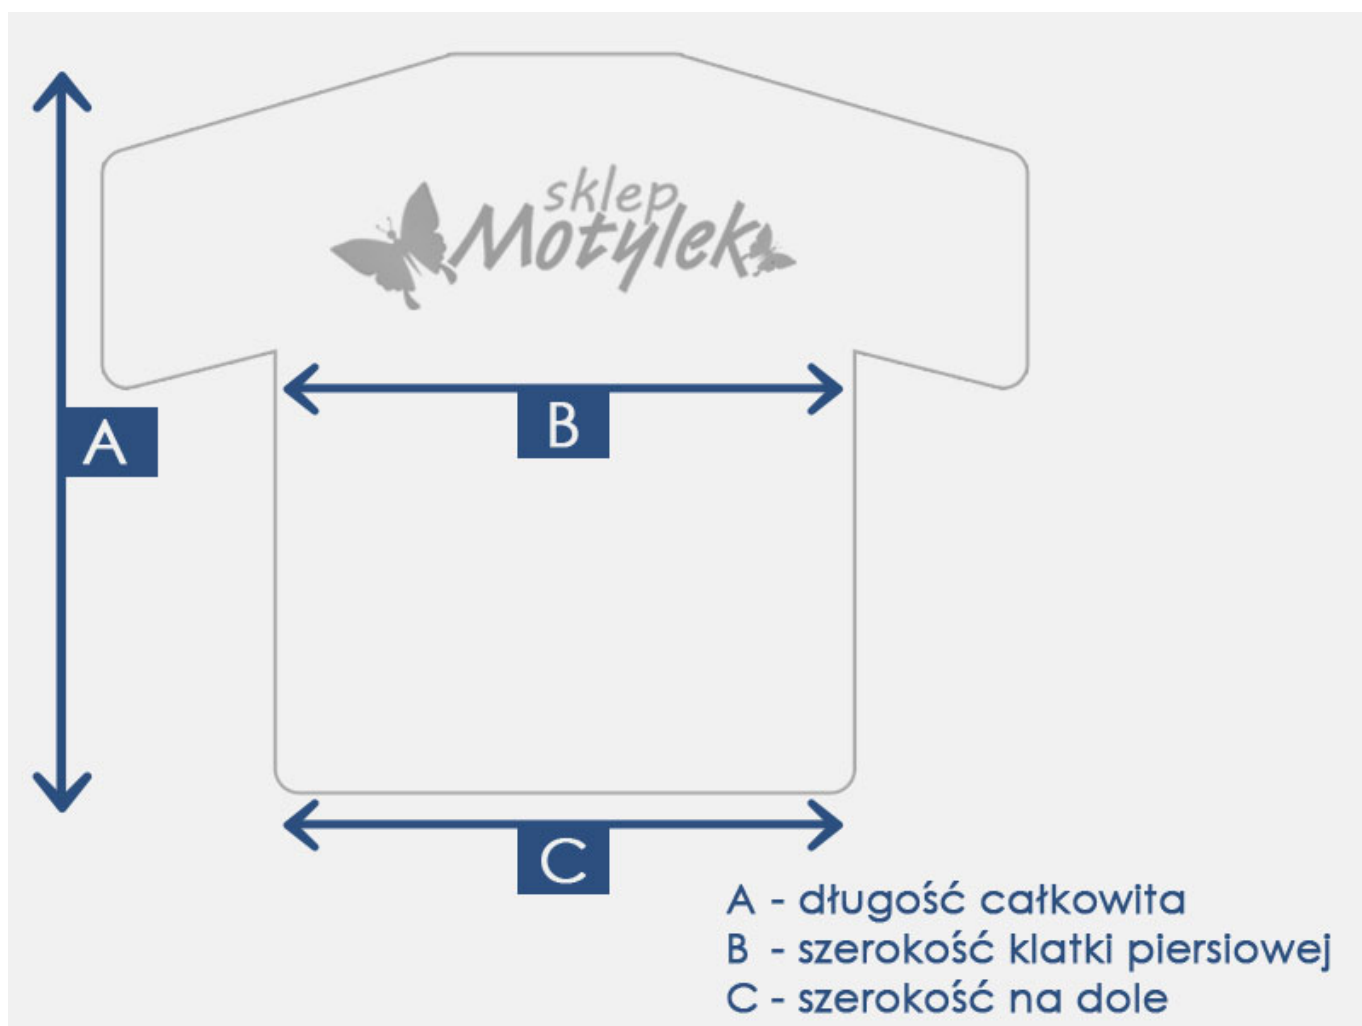 sklep
Motylek
A
B
C
A - długość całkowita
B - szerokość klatki piersiowej
C - szerokość na dole